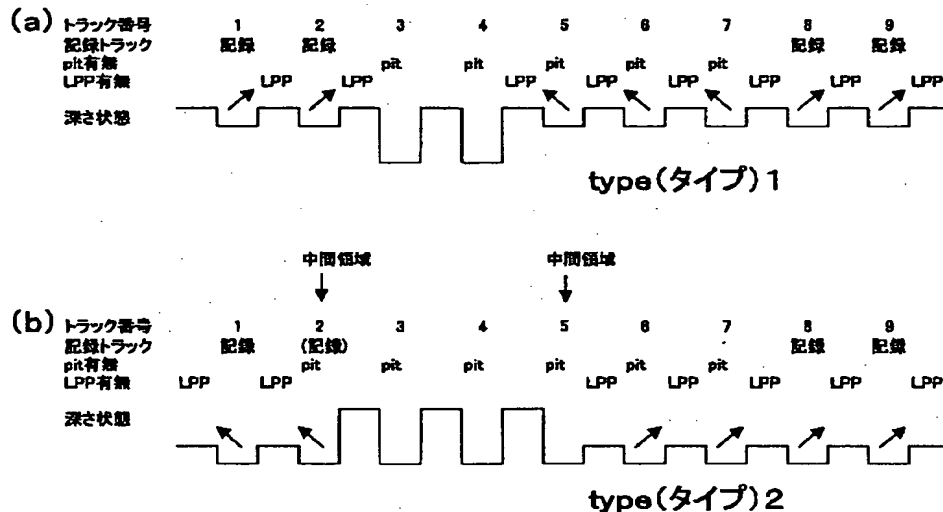 (a) トラック番号 1 2 3 4 5 6 7 8 9
記録トラック 記録 記録 記録 記録
pit有無 pit pit pit pit pit
LPP有無 LPP LPP LPP LPP LPP LPP LPP LPP
深さ状態
type(タイプ)1
中間領域 中間領域
(b) トラック番号 1 2 3 4 5 6 7 8 9
記録トラック 記録 (記録) 記録 記録
pit有無 pit pit pit pit pit pit
LPP有無 LPP LPP LPP LPP LPP LPP LPP
深さ状態
type(タイプ)2